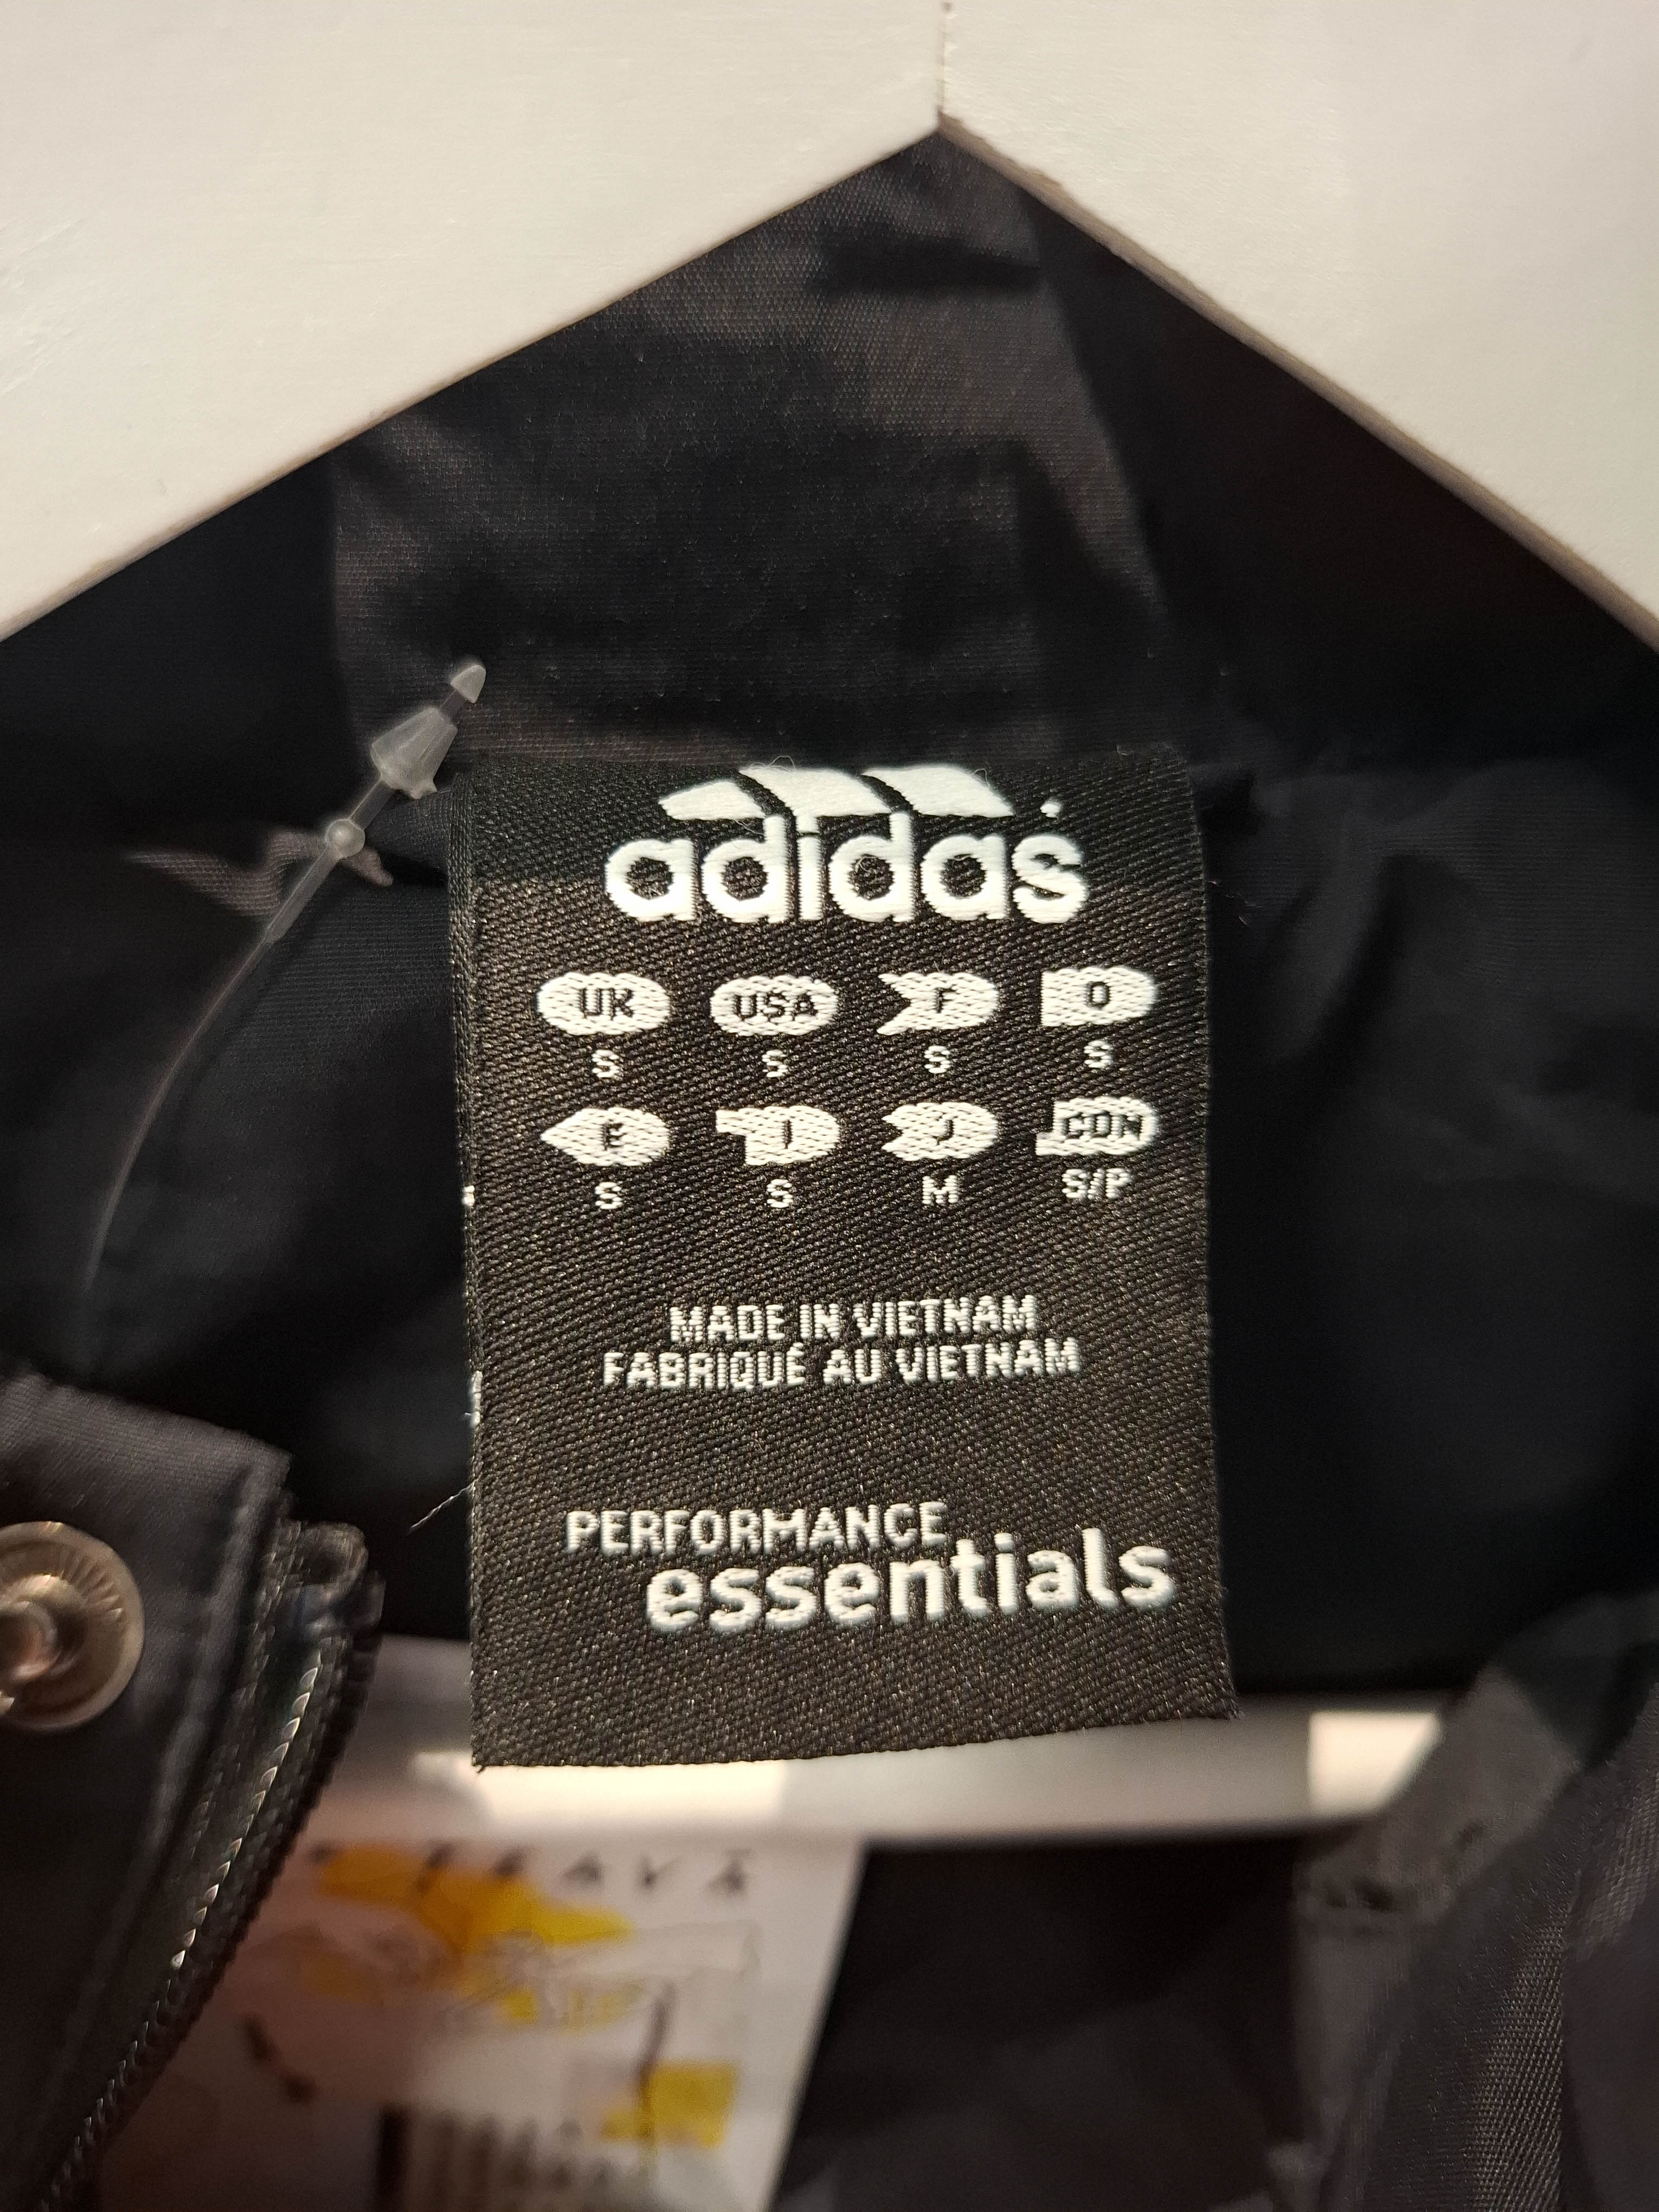 adidas
UK USA F D
S S S S
E I J CDN
S S M S/P
MADE IN VIETNAM
FABRIQUÉ AU VIETNAM
PERFORMANCE
essentials